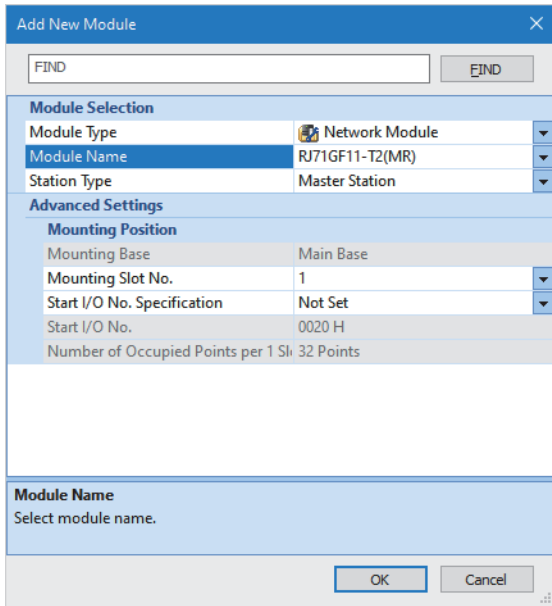 Add New Module
FIND
FIND
Module Selection
Module Type Network Module
Module Name RJ71GF11-T2(MR)
Station Type Master Station
Advanced Settings
Mounting Position
Mounting Base Main Base
Mounting Slot No. 1
Start I/O No. Specification Not Set
Start I/O No. 0020 H
Number of Occupied Points per 1 Sl 32 Points
Module Name
Select module name.
OK Cancel